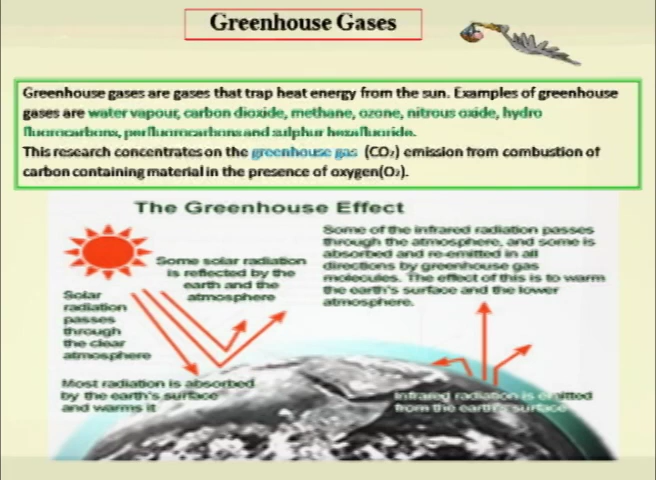 Greenhouse Gases
Greenhouse gases are gases that trap heat energy from the sun. Examples of greenhouse
gases are water vapour, carbon dioxide, methane, ozone, nitrous oxide, hydro
fluorocarbons, perfluorocarbons and sulphur hexafluoride.
This research concentrates on the greenhouse gas (CO₂) emission from combustion of
carbon containing material in the presence of oxygen(O₂).
The Greenhouse Effect
Some solar radiation
is reflected by the
earth and the
atmosphere
Some of the infrared radiation passes
through the atmosphere, and some is
absorbed and re-emitted in all
directions by greenhouse gas
molecules. The effect of this is to warm
the earth's surface and the lower
atmosphere.
Solar
radiation
passes
through
the clear
atmosphere
Most radiation is absorbed
by the earth's surface
and warms it
Infrared radiation is emitted
from the earth's surface